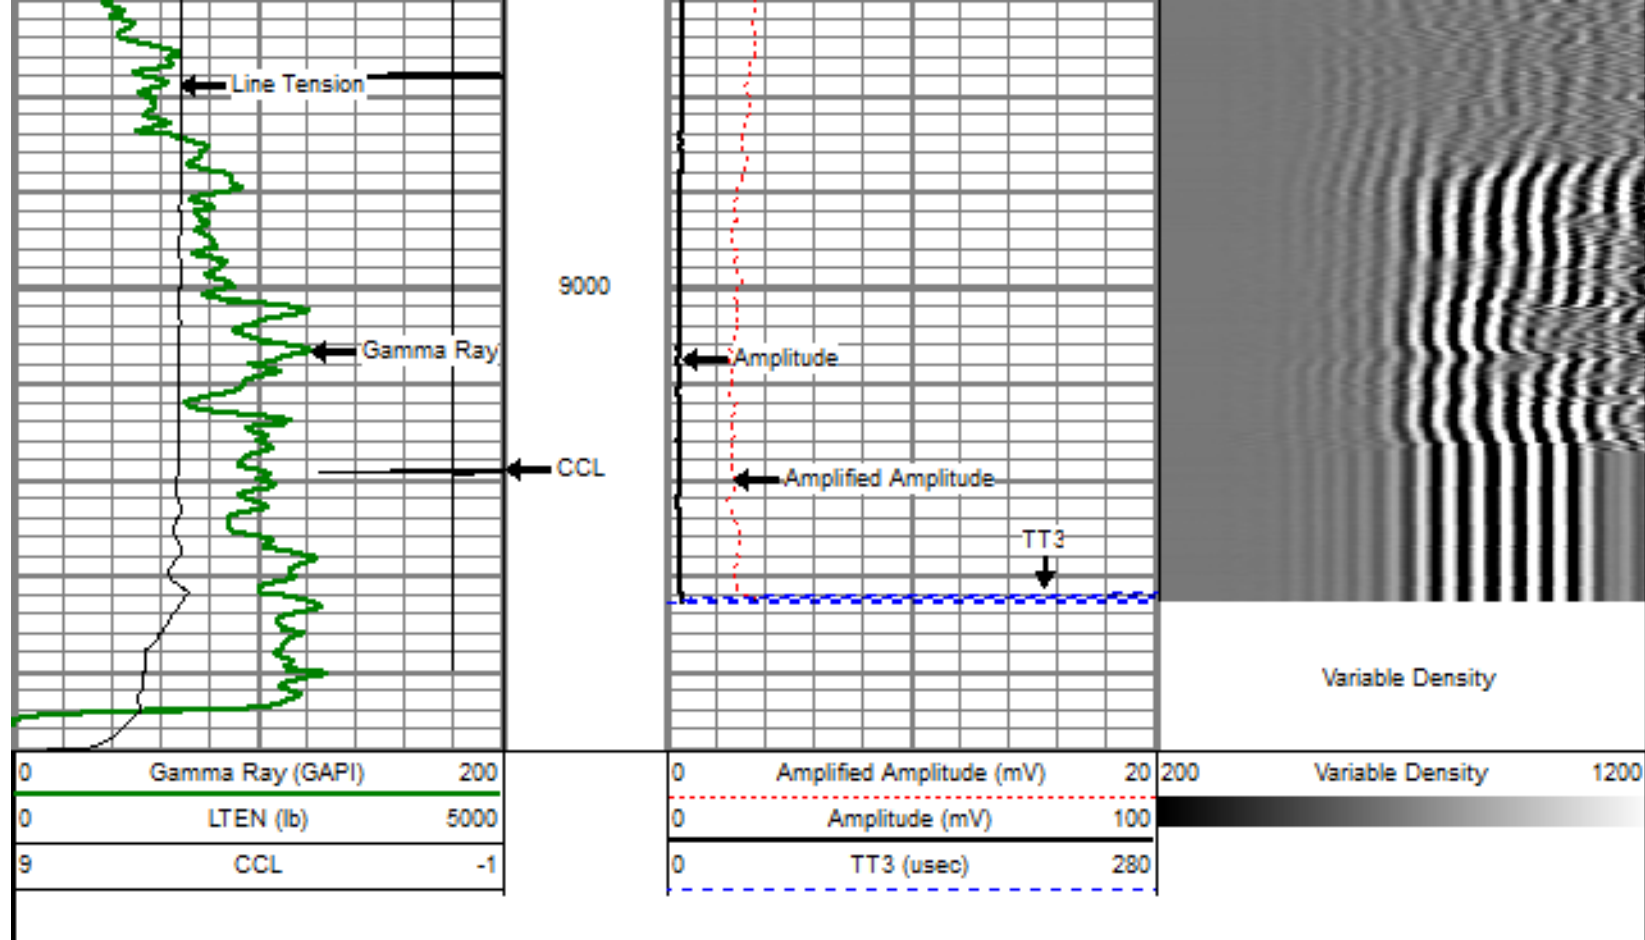 Line Tension
9000
Gamma Ray
Amplitude
CCL
Amplified Amplitude
TT3
Variable Density
0 Gamma Ray (GAPI) 200
0 LTEN (lb) 5000
9 CCL -1
0 Amplified Amplitude (mV) 20
0 Amplitude (mV) 100
0 TT3 (usec) 280
200 Variable Density 1200